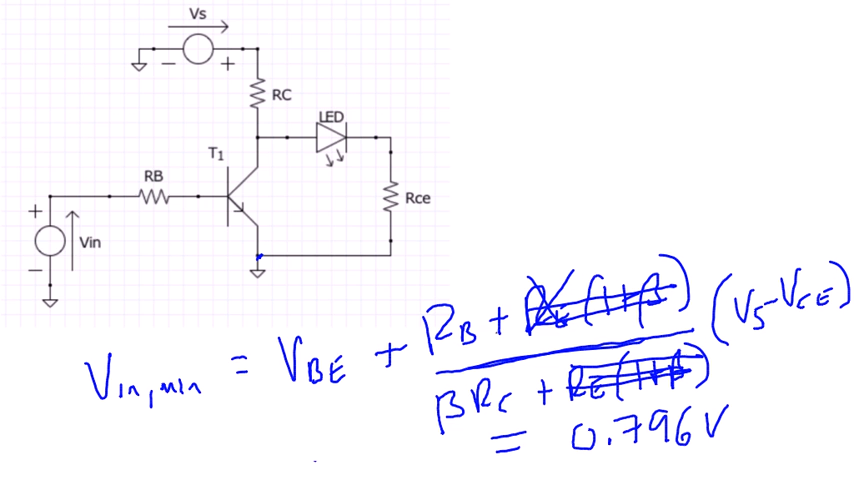 Vs
− +
RC
LED
T1
RB
Rce
+
Vin
−
Vin,min = VBE + (RB + RE(1+β)) / (βRC + RE(1+β)) (VS−VCE)
= 0.796V